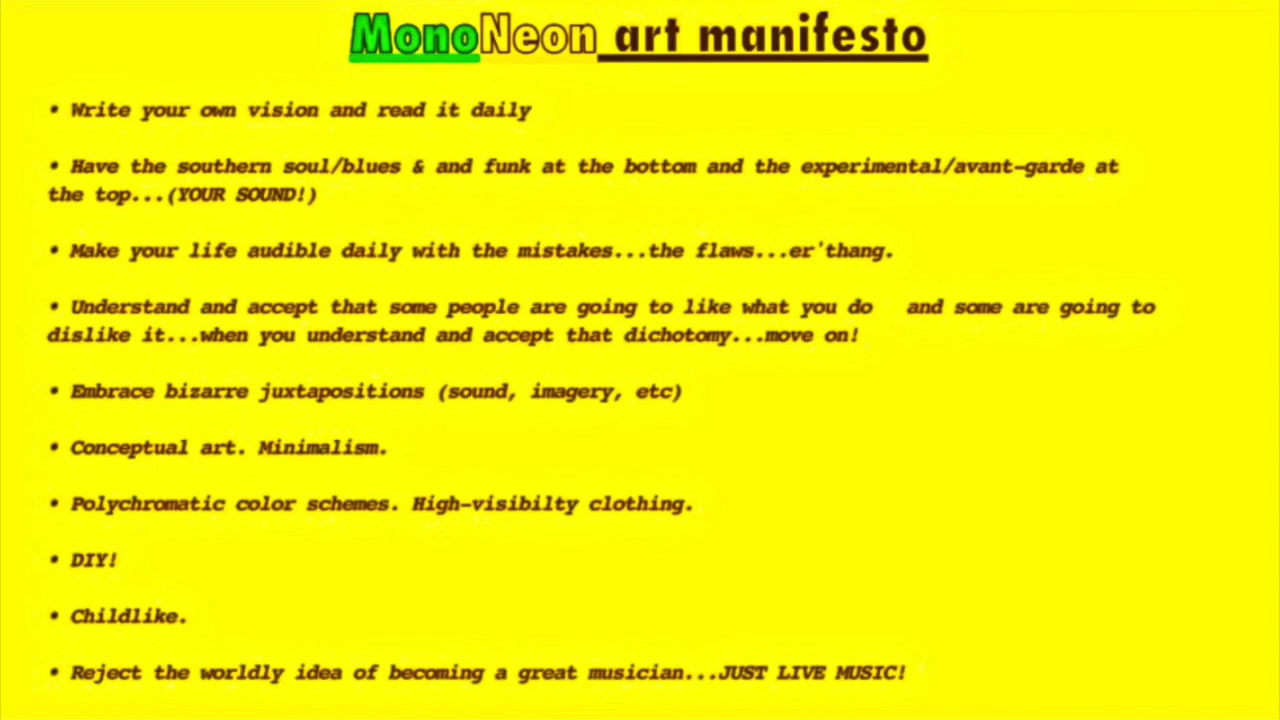 MonoNeon art manifesto
• Write your own vision and read it daily
• Have the southern soul/blues & and funk at the bottom and the experimental/avant-garde at
the top...(YOUR SOUND!)
• Make your life audible daily with the mistakes...the flaws...er'thang.
• Understand and accept that some people are going to like what you do   and some are going to
dislike it...when you understand and accept that dichotomy...move on!
• Embrace bizarre juxtapositions (sound, imagery, etc)
• Conceptual art. Minimalism.
• Polychromatic color schemes. High-visibilty clothing.
• DIY!
• Childlike.
• Reject the worldly idea of becoming a great musician...JUST LIVE MUSIC!